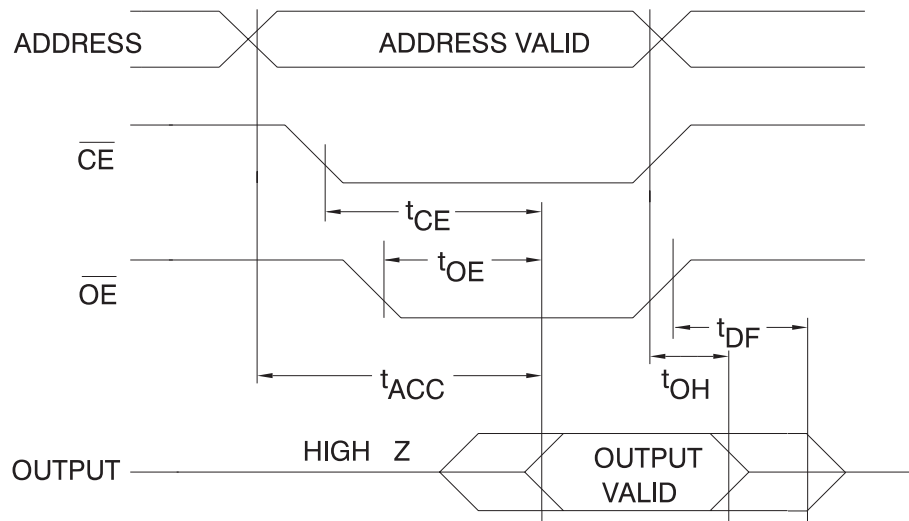 ADDRESS
ADDRESS VALID
CE
tCE
tOE
OE
tDF
tACC
tOH
HIGH Z
OUTPUT
OUTPUT
VALID